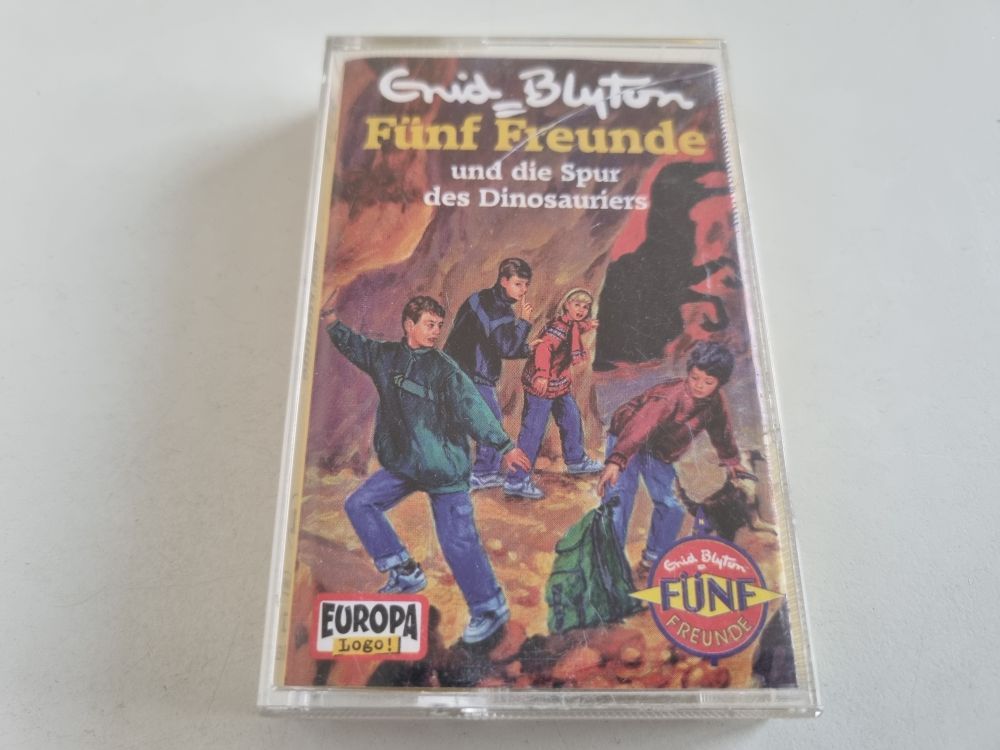 Enid Blyton
Fünf Freunde
und die Spur
des Dinosauriers
EUROPA
Logo!
Enid Blyton
FÜNF
FREUNDE